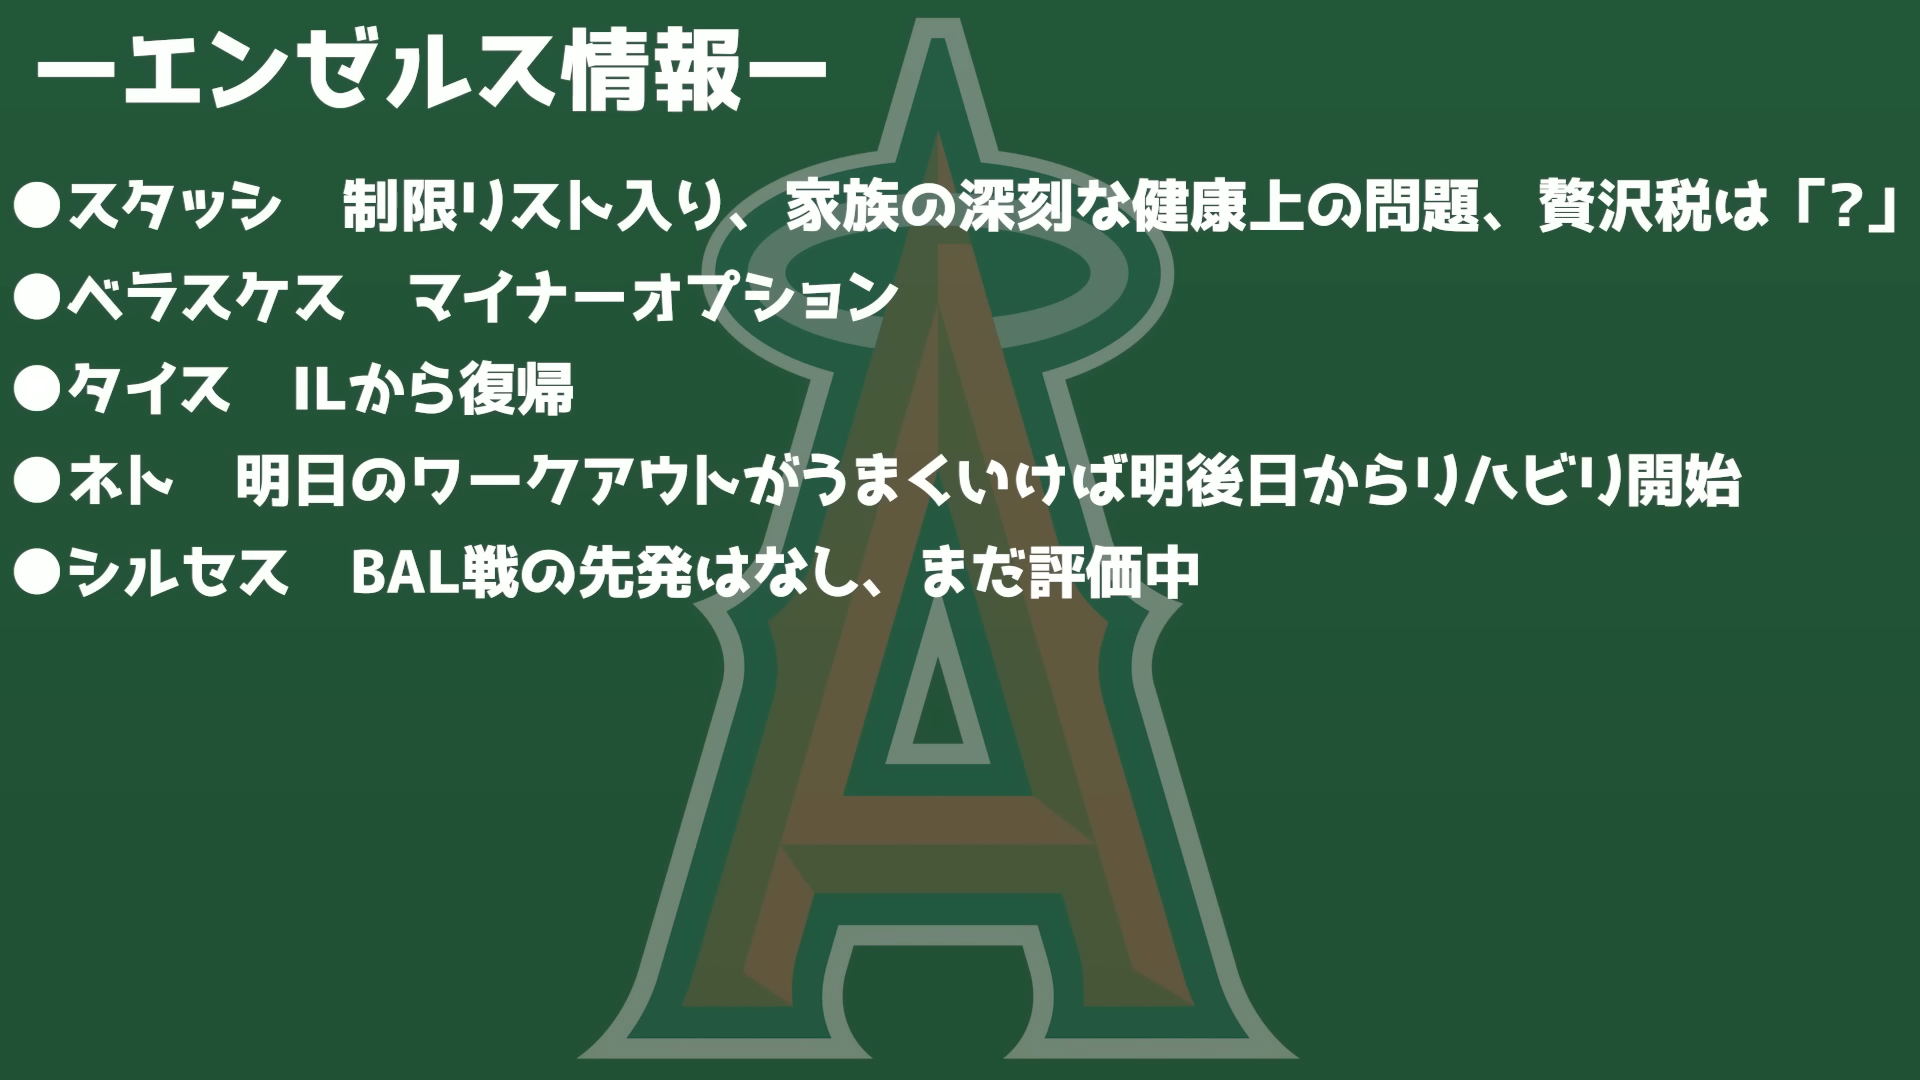 ーエンゼルス情報ー
●スタッシ　制限リスト入り、家族の深刻な健康上の問題、贅沢税は「？」
●ベラスケス　マイナーオプション
●タイス　ILから復帰
●ネト　明日のワークアウトがうまくいけば明後日からリハビリ開始
●シルセス　BAL戦の先発はなし、まだ評価中